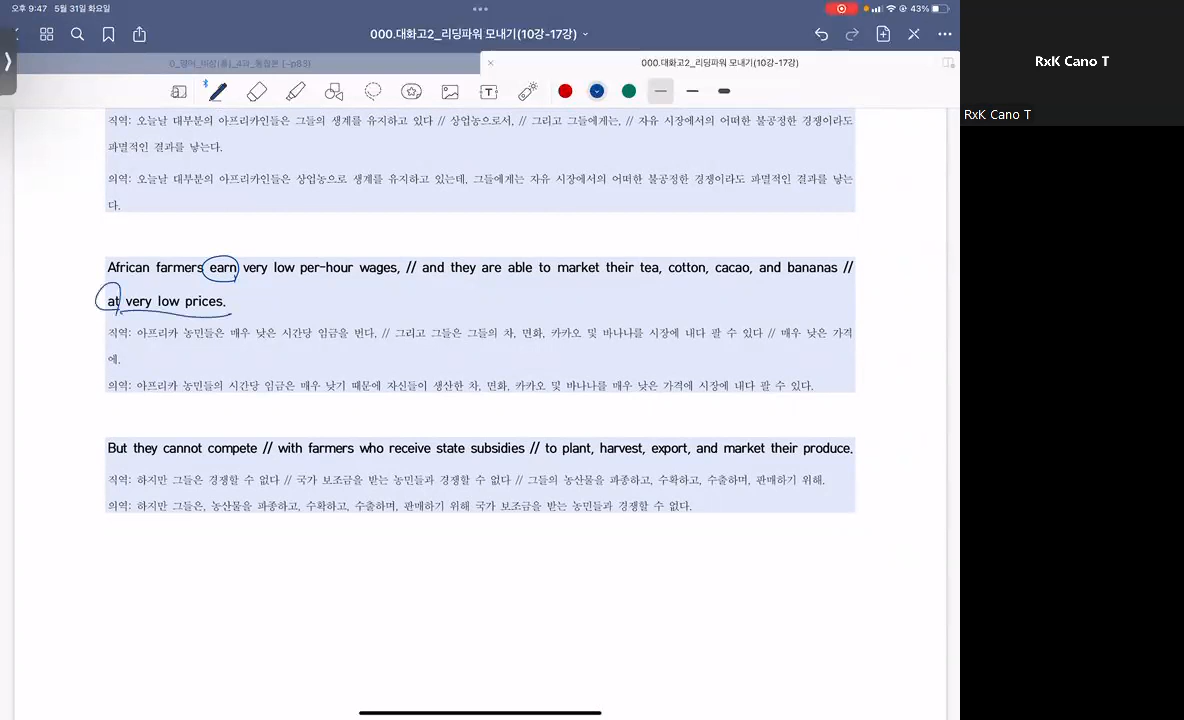 오후 9:47 5월 31일 화요일
43%
000.대화고2_리딩파워 모내기(10강-17강)
000.대화고2_리딩파워 모내기(10강-17강)
RxK Cano T
RxK Cano T
직역: 오늘날 대부분의 아프리카인들은 그들의 생계를 유지하고 있다 // 상업농으로서, // 그리고 그들에게는, // 자유 시장에서의 어떠한 불공정한 경쟁이라도
파멸적인 결과를 낳는다.
의역: 오늘날 대부분의 아프리카인들은 상업농으로 생계를 유지하고 있는데, 그들에게는 자유 시장에서의 어떠한 불공정한 경쟁이라도 파멸적인 결과를 낳는
다.
African farmers earn very low per-hour wages, // and they are able to market their tea, cotton, cacao, and bananas //
at very low prices.
직역: 아프리카 농민들은 매우 낮은 시간당 임금을 번다, // 그리고 그들은 그들의 차, 면화, 카카오 및 바나나를 시장에 내다 팔 수 있다 // 매우 낮은 가격
에.
의역: 아프리카 농민들의 시간당 임금은 매우 낮기 때문에 자신들이 생산한 차, 면화, 카카오 및 바나나를 매우 낮은 가격에 시장에 내다 팔 수 있다.
But they cannot compete // with farmers who receive state subsidies // to plant, harvest, export, and market their produce.
직역: 하지만 그들은 경쟁할 수 없다 // 국가 보조금을 받는 농민들과 경쟁할 수 없다 // 그들의 농산물을 파종하고, 수확하고, 수출하며, 판매하기 위해.
의역: 하지만 그들은, 농산물을 파종하고, 수확하고, 수출하며, 판매하기 위해 국가 보조금을 받는 농민들과 경쟁할 수 없다.